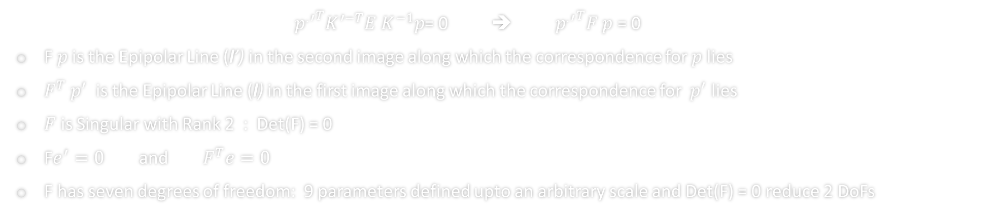 p′ᵀ K′⁻ᵀ E K⁻¹ p = 0 ➔ p′ᵀ F p = 0
F p is the Epipolar Line (l′) in the second image along which the correspondence for p lies
Fᵀ p′ is the Epipolar Line (l) in the first image along which the correspondence for p′ lies
F is Singular with Rank 2 : Det(F) = 0
Fe′ = 0 and Fᵀe = 0
F has seven degrees of freedom: 9 parameters defined upto an arbitrary scale and Det(F) = 0 reduce 2 DoFs